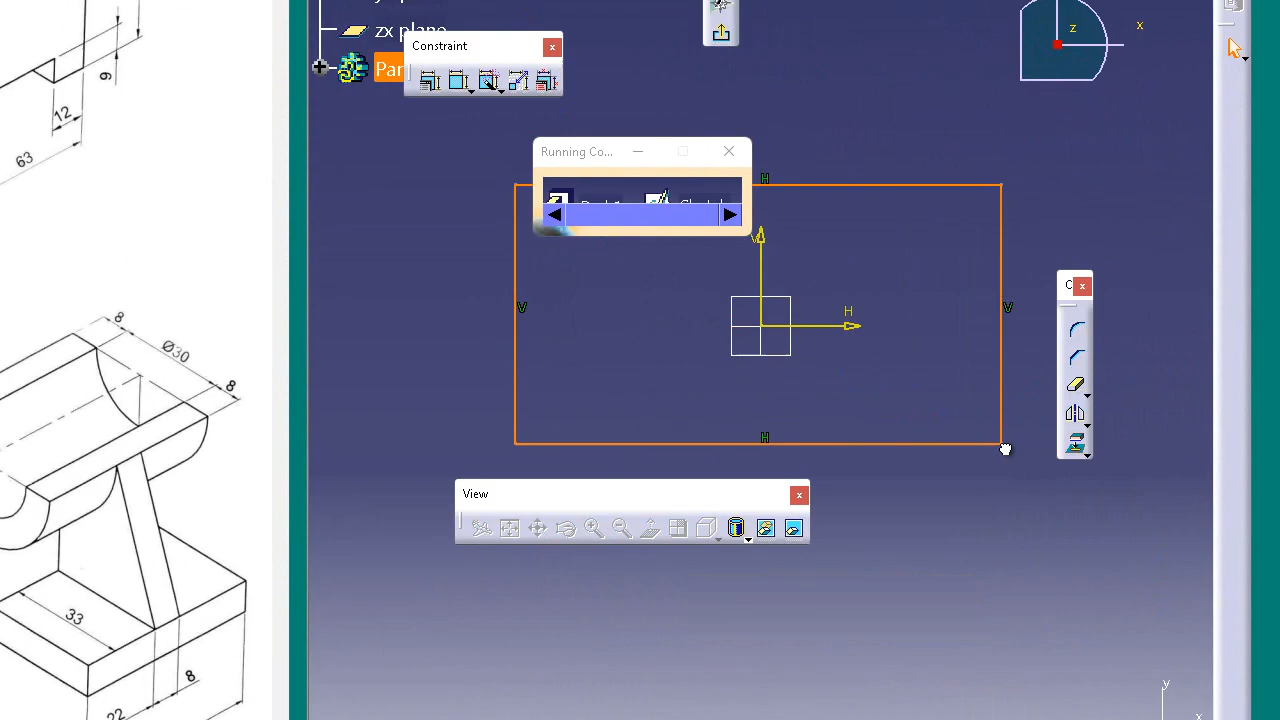 zx plane
Par
Constraint
Running Co...
View
C
z
x
H
V
V
H
H
y
9
12
63
8
Ø30
8
33
8
22